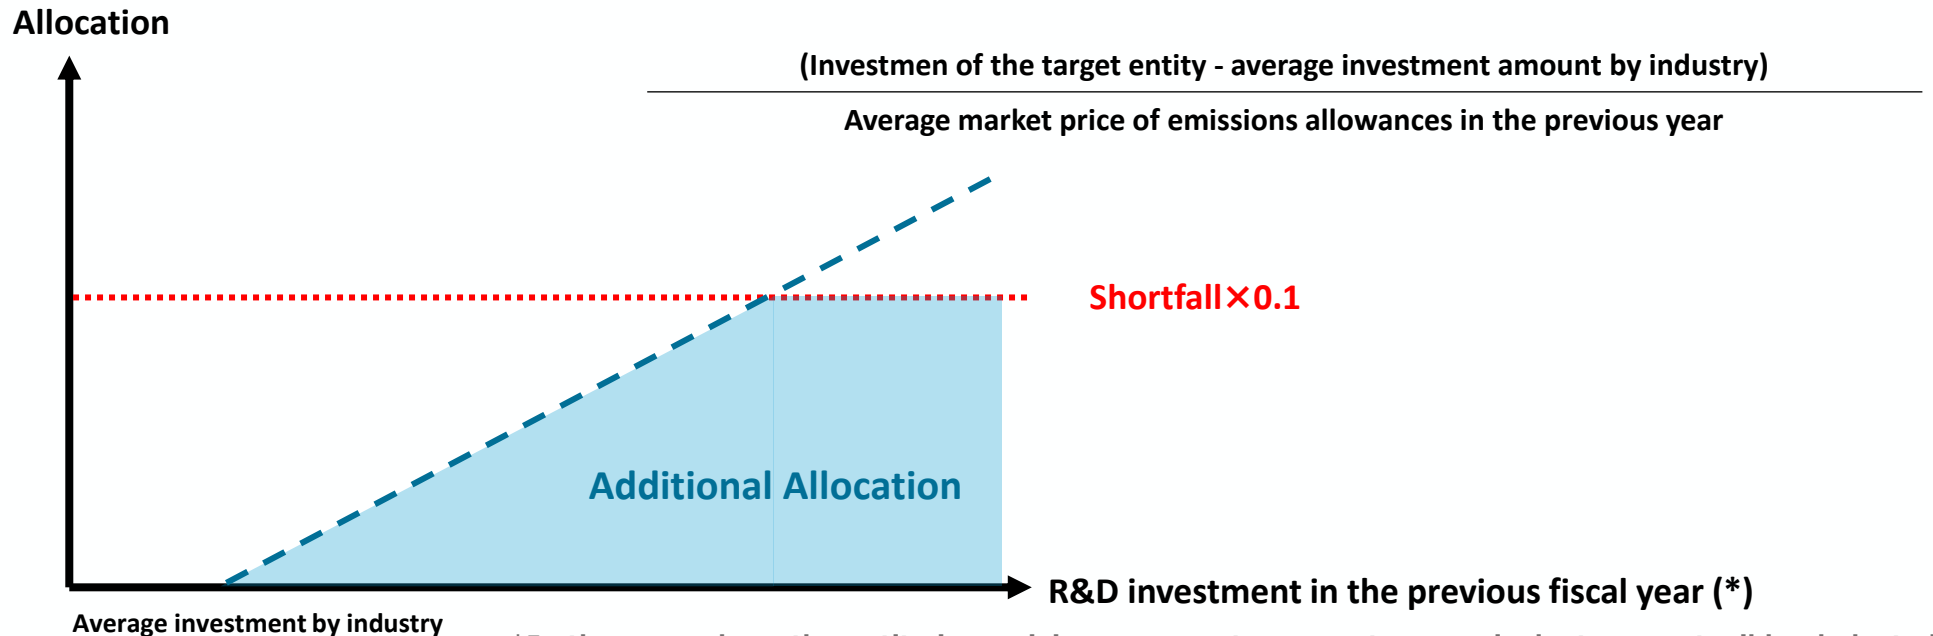 Allocation
(Investmen of the target entity - average investment amount by industry)
Average market price of emissions allowances in the previous year
Shortfall×0.1
Additional Allocation
R&D investment in the previous fiscal year (*)
Average investment by industry